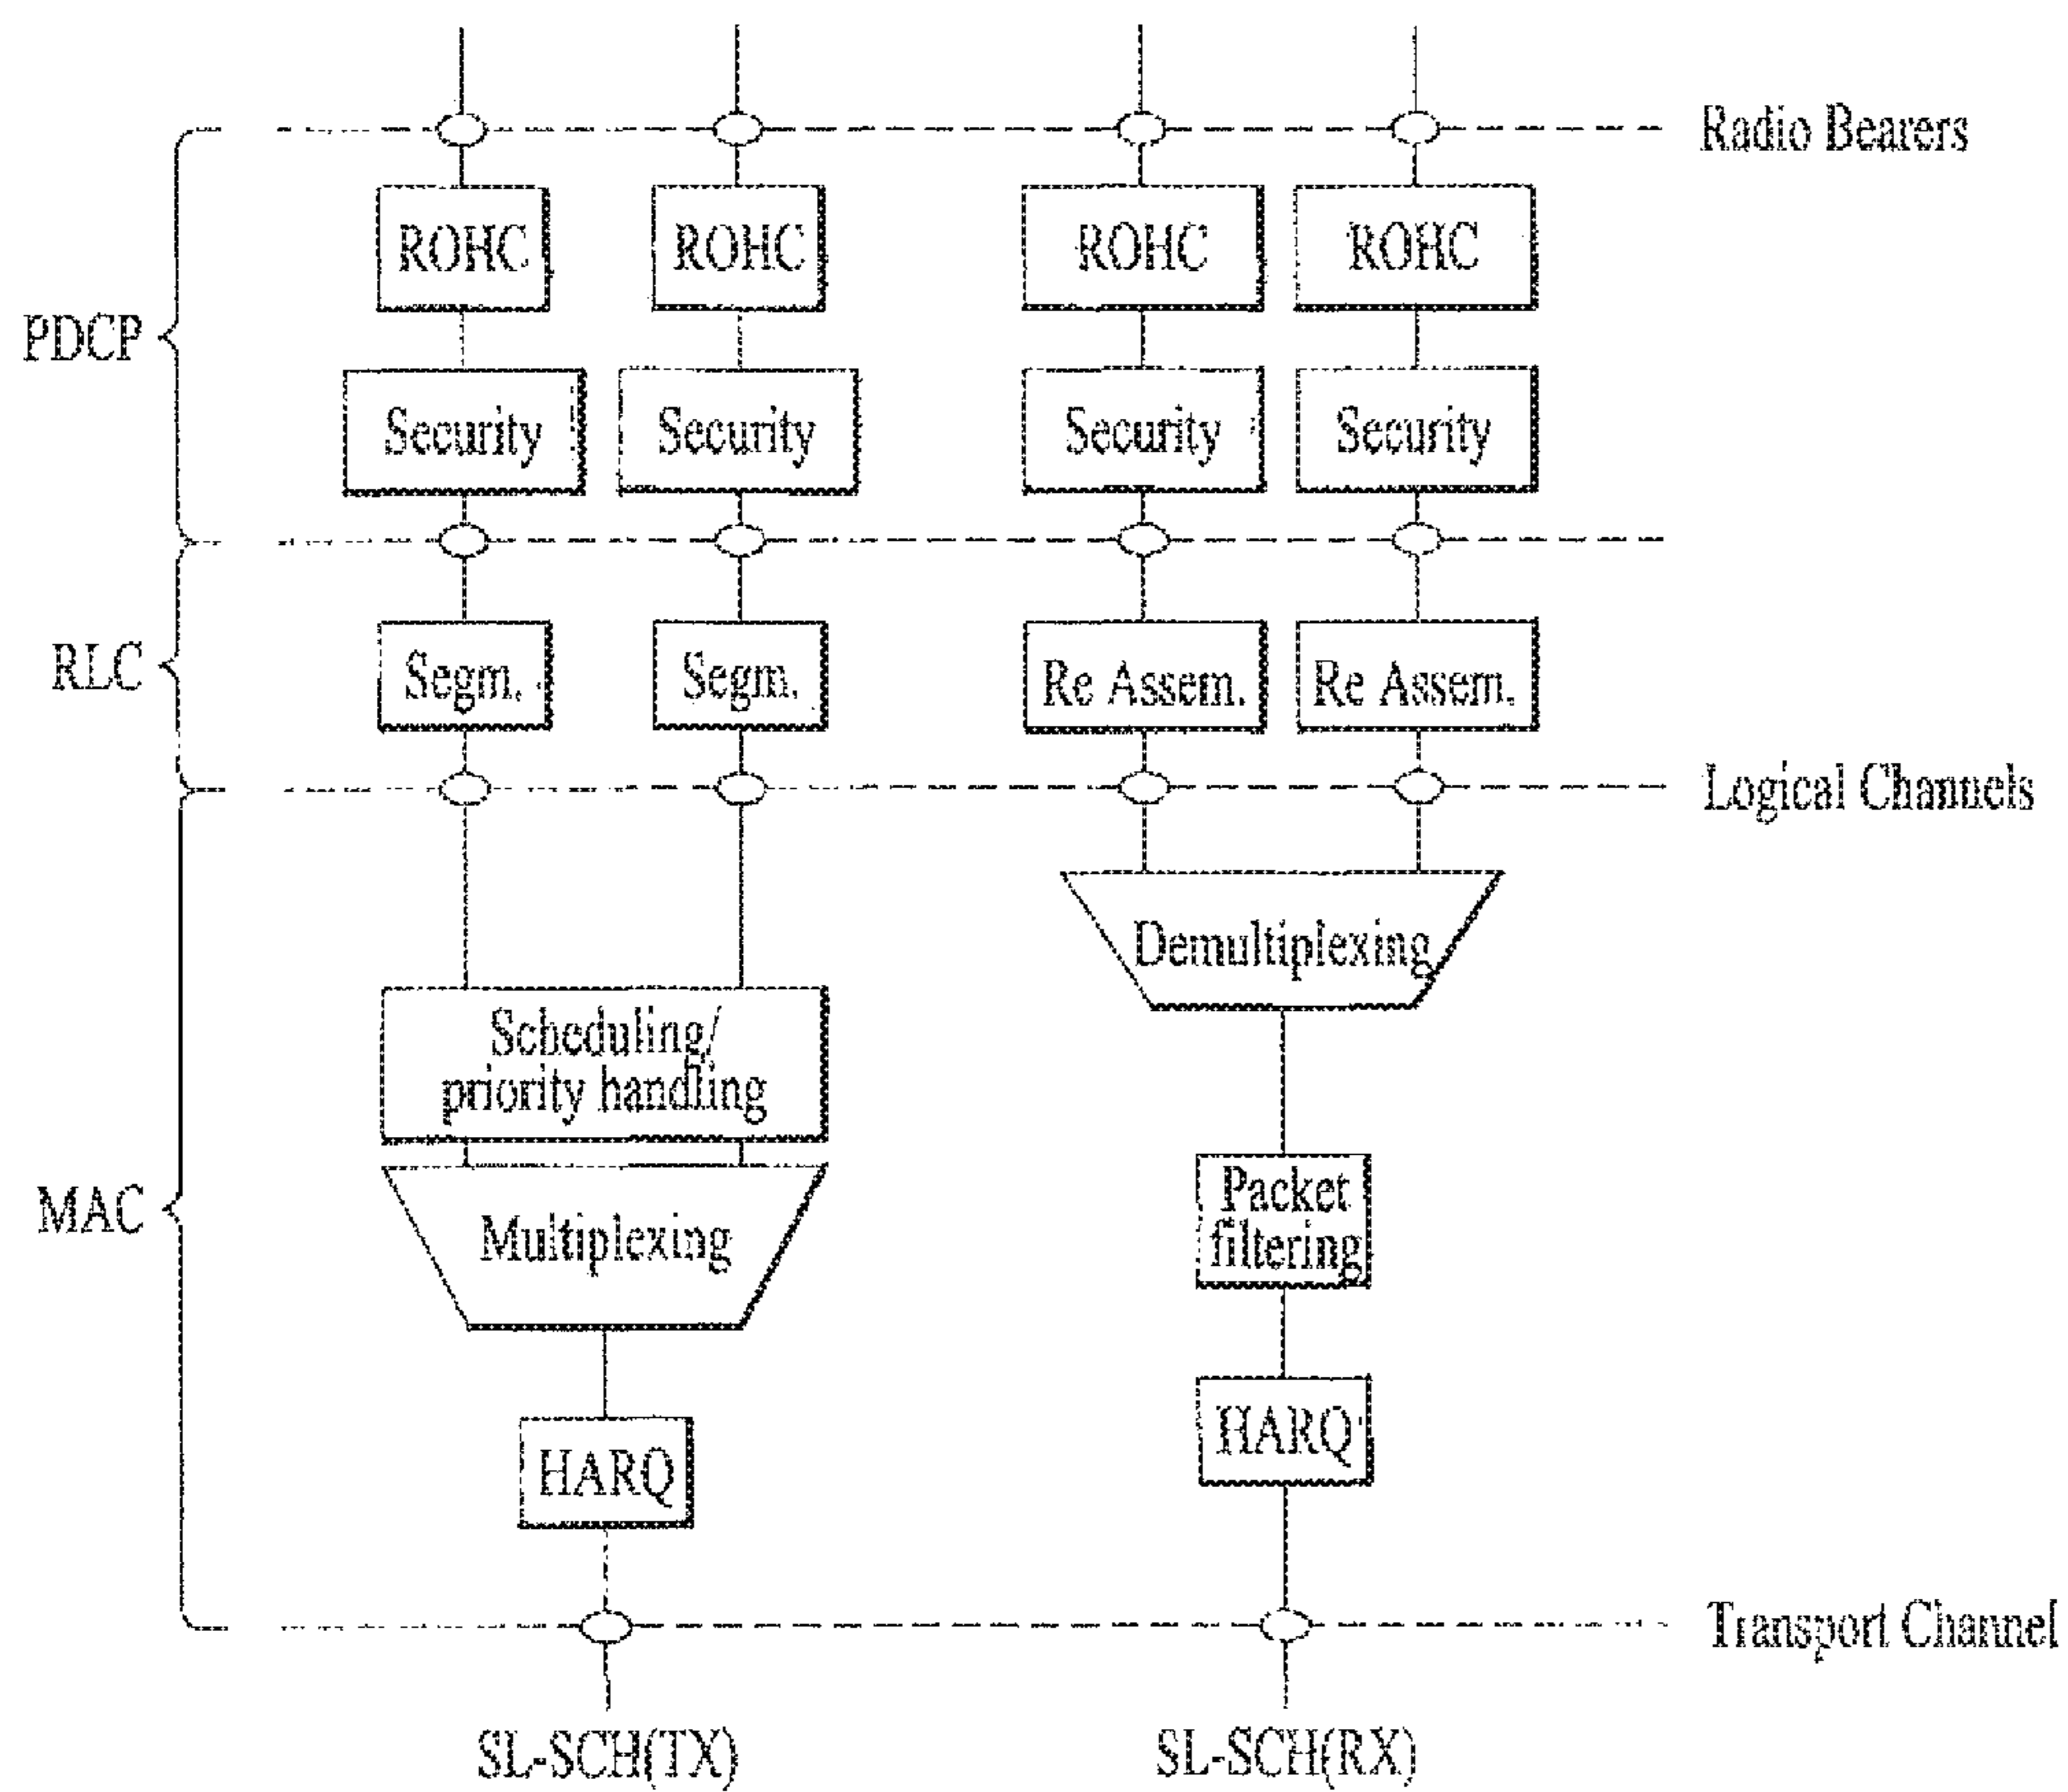 Radio Bearers
ROHC
ROHC
ROHC
ROHC
PDCP
Security
Security
Security
Security
RLC
Segm.
Segm.
Re Assem.
Re Assem.
Logical Channels
Demultiplexing
Scheduling/
priority handling
MAC
Multiplexing
Packet
filtering
HARQ
HARQ
Transport Channel
SL-SCH(TX)
SL-SCH(RX)